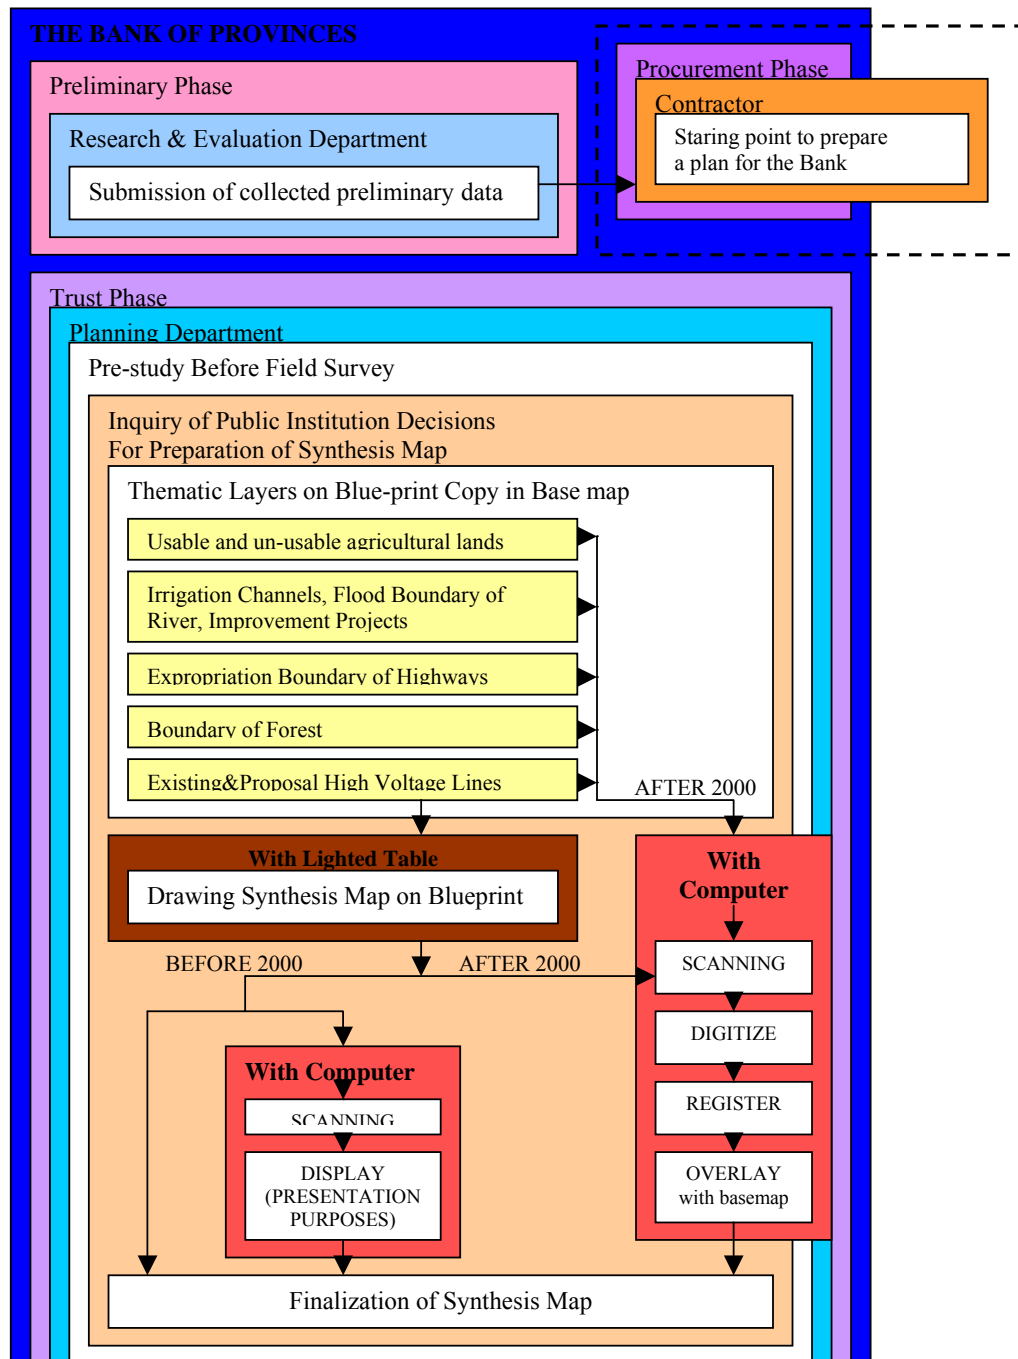 THE BANK OF PROVINCES
Preliminary Phase
Research & Evaluation Department
Submission of collected preliminary data
Procurement Phase
Contractor
Staring point to prepare
a plan for the Bank
Trust Phase
Planning Department
Pre-study Before Field Survey
Inquiry of Public Institution Decisions
For Preparation of Synthesis Map
Thematic Layers on Blue-print Copy in Base map
Usable and un-usable agricultural lands
Irrigation Channels, Flood Boundary of
River, Improvement Projects
Expropriation Boundary of Highways
Boundary of Forest
Existing&Proposal High Voltage Lines
AFTER 2000
With Lighted Table
Drawing Synthesis Map on Blueprint
With
Computer
BEFORE 2000
AFTER 2000
SCANNING
DIGITIZE
REGISTER
OVERLAY
with basemap
With Computer
SCANNING
DISPLAY
(PRESENTATION
PURPOSES)
Finalization of Synthesis Map